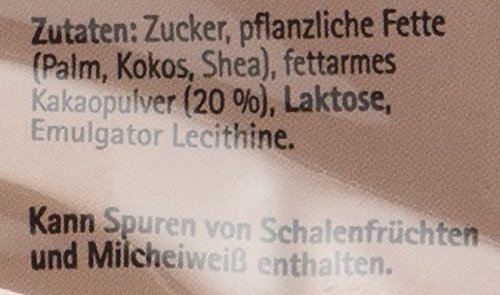 Zutaten: Zucker, pflanzliche Fette
(Palm, Kokos, Shea), fettarmes
Kakaopulver (20 %), Laktose,
Emulgator Lecithine.
Kann Spuren von Schalenfrüchten
und Milcheiweiß enthalten.